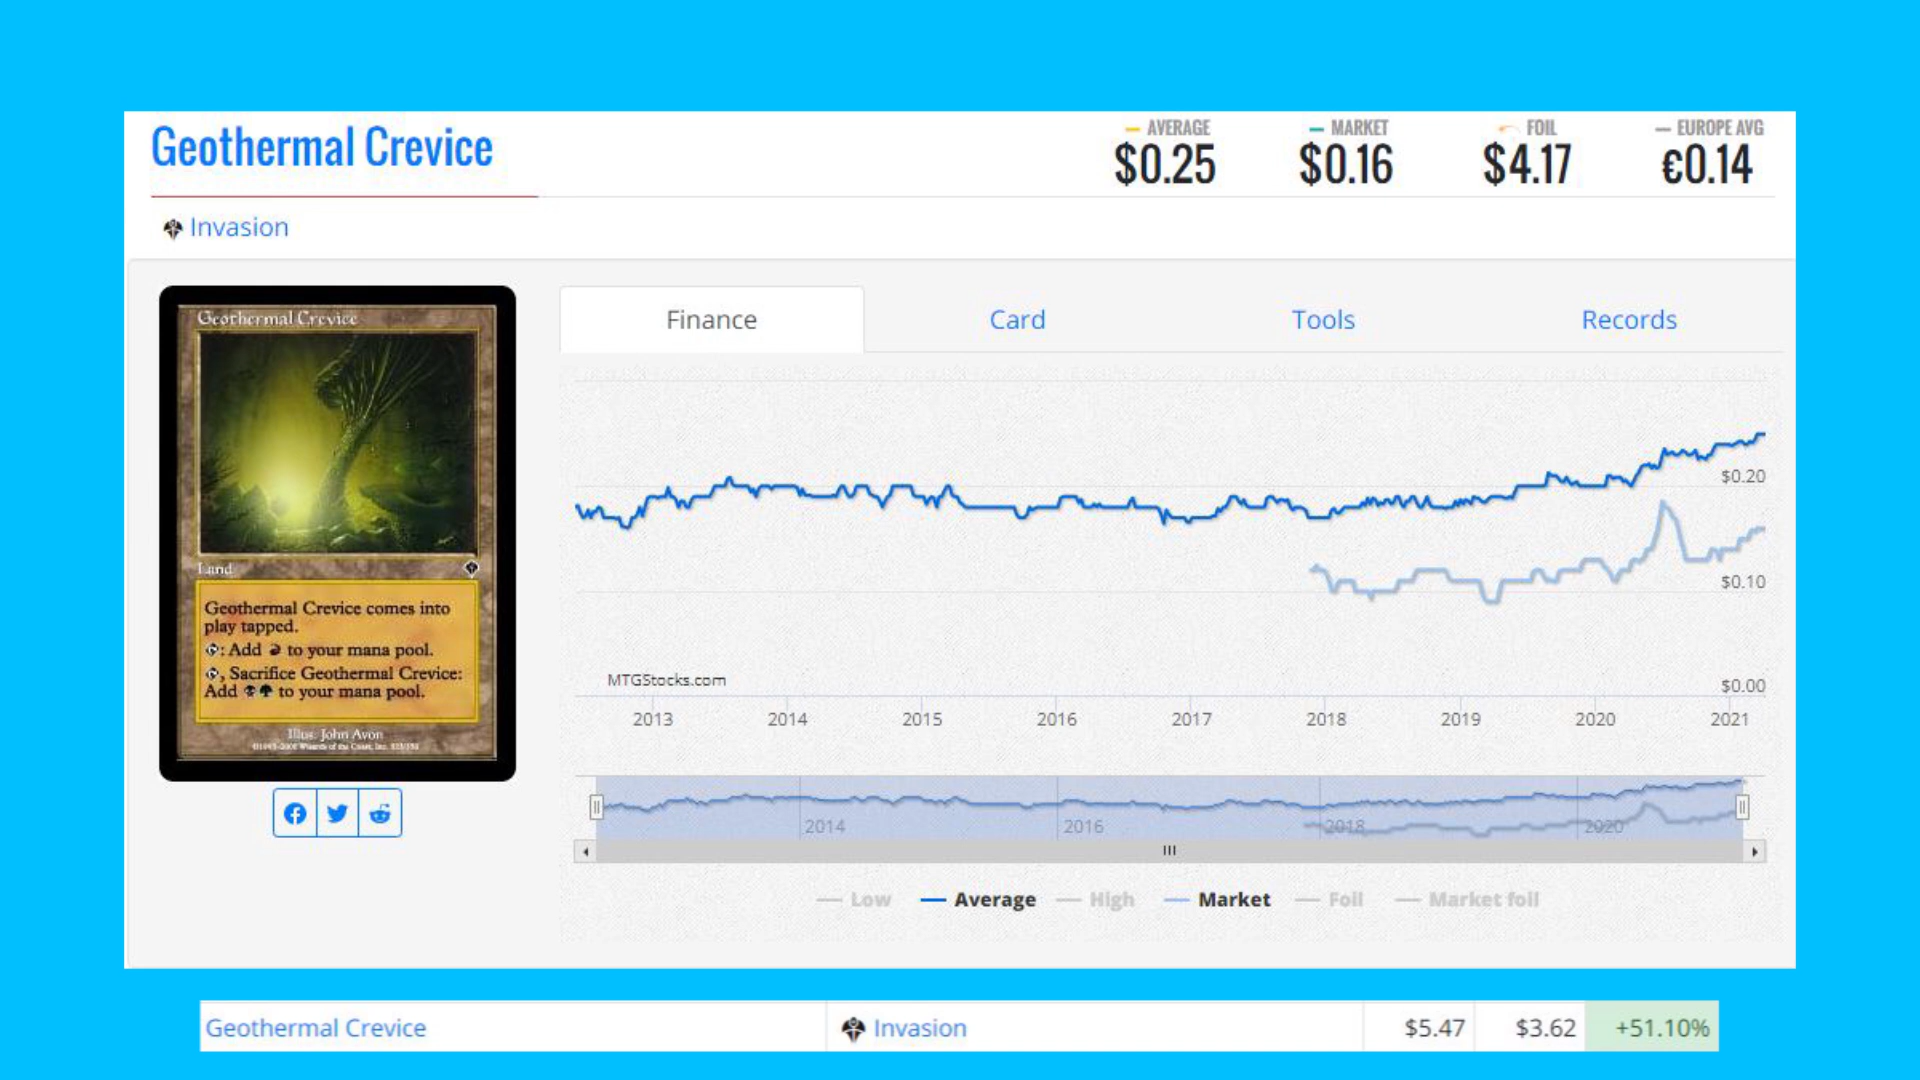 Geothermal Crevice
AVERAGE
$0.25
MARKET
$0.16
FOIL
$4.17
EUROPE AVG
€0.14
Invasion
Geothermal Crevice
Land
Geothermal Crevice comes into
play tapped.
: Add to your mana pool.
, Sacrifice Geothermal Crevice:
Add to your mana pool.
Illus. John Avon
Finance
Card
Tools
Records
$0.20
$0.10
$0.00
MTGStocks.com
2013 2014 2015 2016 2017 2018 2019 2020 2021
2014 2016 2018 2020
Low Average High Market Foil Market foil
Geothermal Crevice Invasion $5.47 $3.62 +51.10%